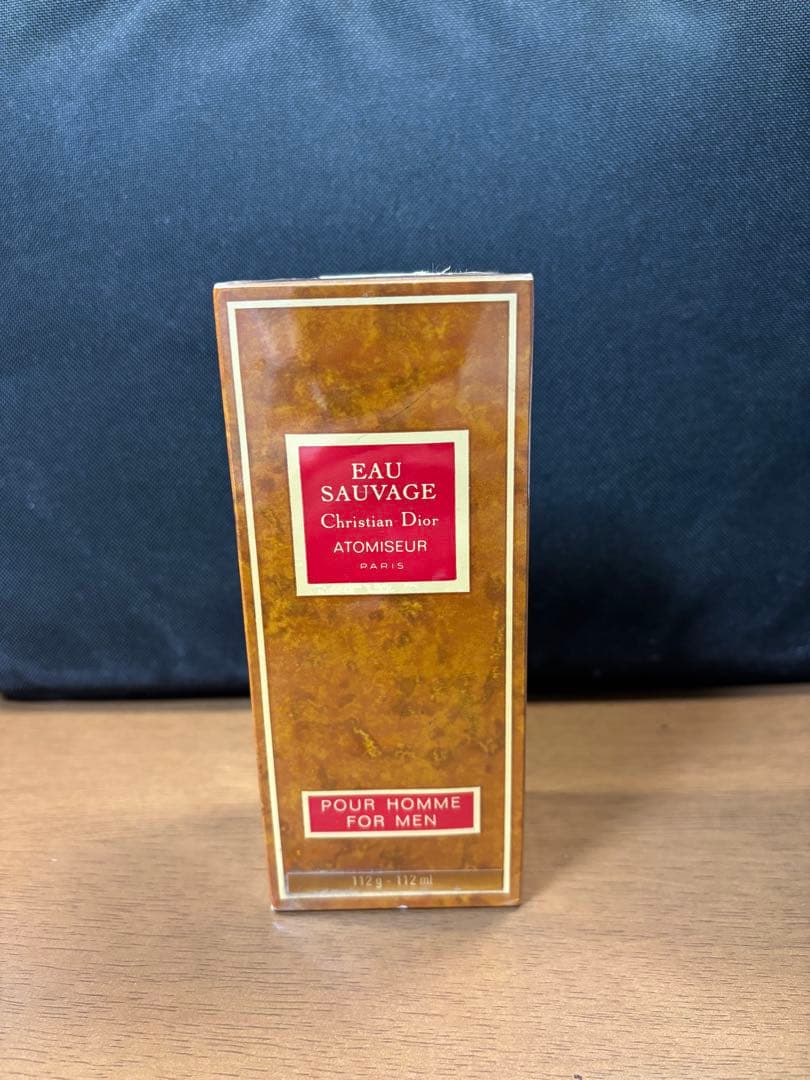 EAU
SAUVAGE
Christian Dior
ATOMISEUR
PARIS
POUR HOMME
FOR MEN
112 g - 112 ml